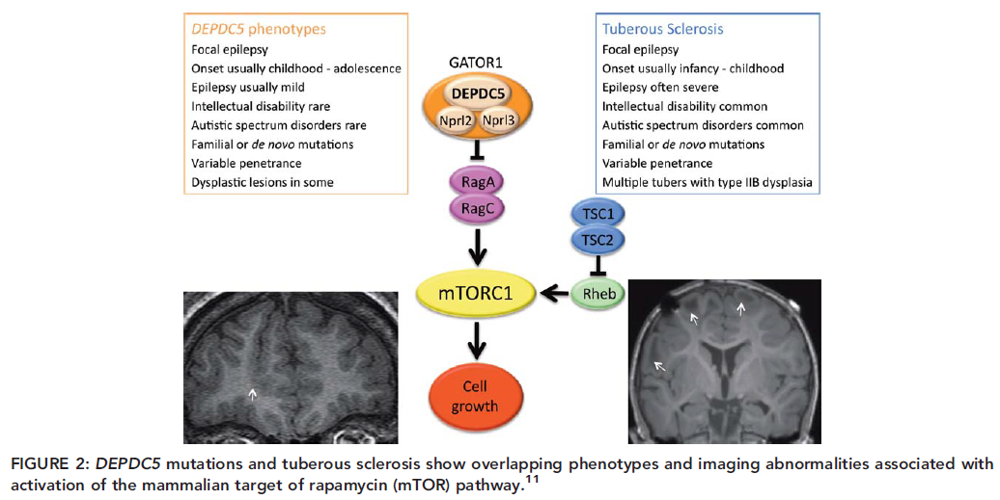 DEPDC5 phenotypes
Focal epilepsy
Onset usually childhood - adolescence
Epilepsy usually mild
Intellectual disability rare
Autistic spectrum disorders rare
Familial or de novo mutations
Variable penetrance
Dysplastic lesions in some
GATOR1
DEPDC5
Nprl2
Nprl3
RagA
RagC
mTORC1
Cell
growth
Tuberous Sclerosis
Focal epilepsy
Onset usually infancy - childhood
Epilepsy often severe
Intellectual disability common
Autistic spectrum disorders common
Familial or de novo mutations
Variable penetrance
Multiple tubers with type IIB dysplasia
TSC1
TSC2
Rheb
FIGURE 2: DEPDC5 mutations and tuberous sclerosis show overlapping phenotypes and imaging abnormalities associated with
activation of the mammalian target of rapamycin (mTOR) pathway.11